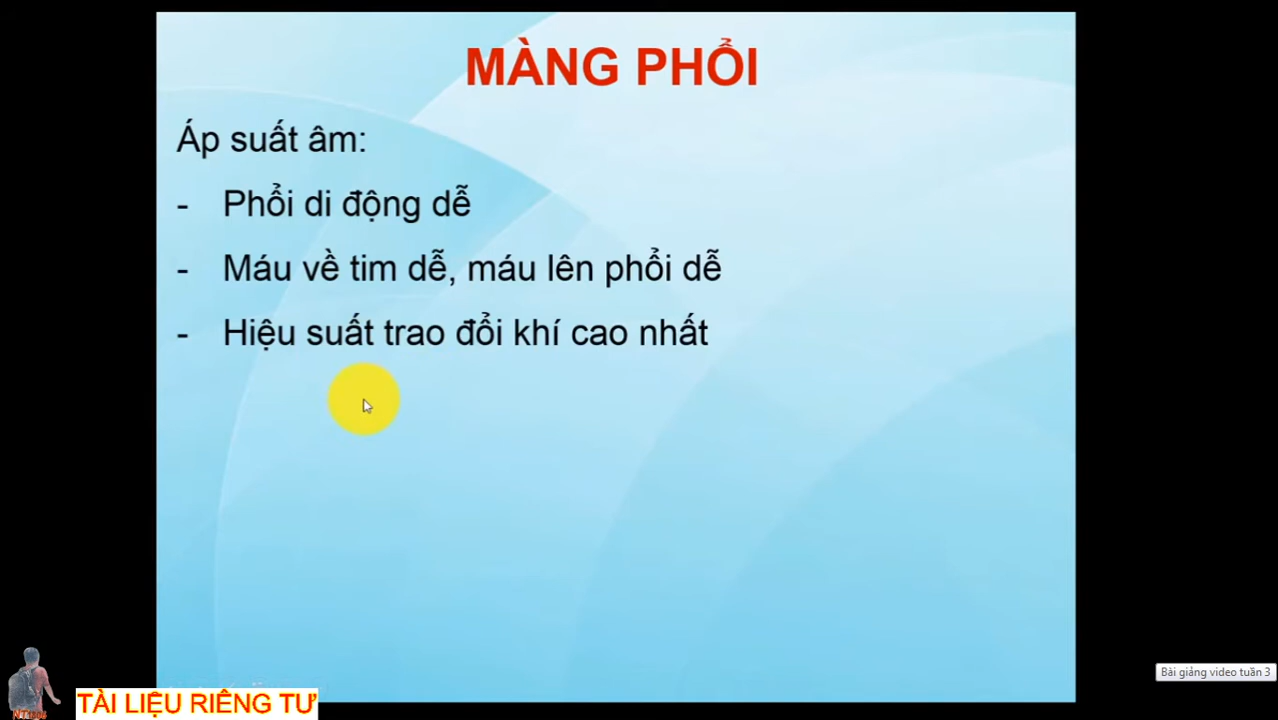 MÀNG PHỔI
Áp suất âm:
- Phổi di động dễ
- Máu về tim dễ, máu lên phổi dễ
- Hiệu suất trao đổi khí cao nhất
Bài giảng video tuần 3
TÀI LIỆU RIÊNG TƯ